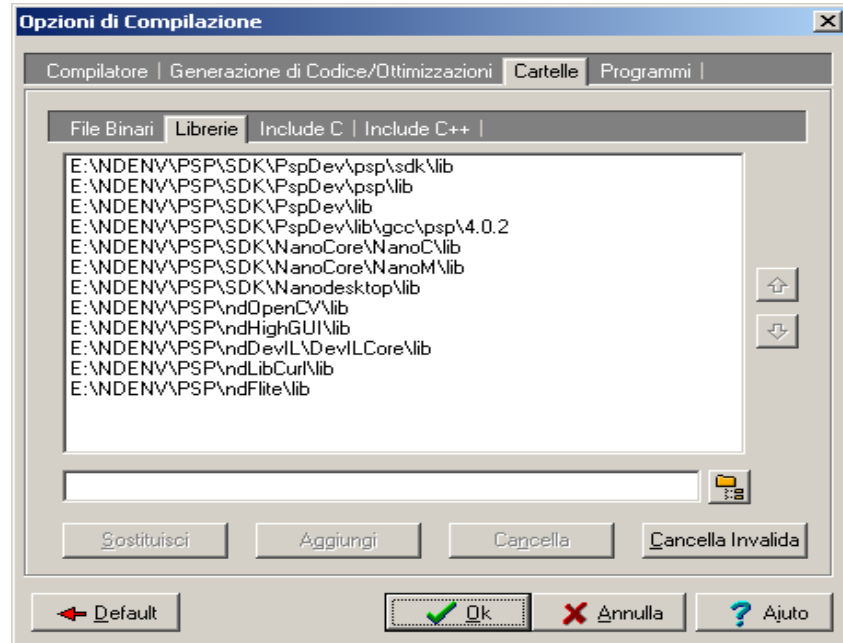 Opzioni di Compilazione
Compilatore | Generazione di Codice/Ottimizzazioni Cartelle Programmi |
File Binari Librerie Include C | Include C++ |
E:\NDENV\PSP\SDK\PspDev\psp\sdk\lib
E:\NDENV\PSP\SDK\PspDev\psp\lib
E:\NDENV\PSP\SDK\PspDev\lib
E:\NDENV\PSP\SDK\PspDev\lib\gcc\psp\4.0.2
E:\NDENV\PSP\SDK\NanoCore\NanoC\lib
E:\NDENV\PSP\SDK\NanoCore\NanoM\lib
E:\NDENV\PSP\SDK\Nanodesktop\lib
E:\NDENV\PSP\ndOpenCV\lib
E:\NDENV\PSP\ndHighGUI\lib
E:\NDENV\PSP\ndDevIL\DevILCore\lib
E:\NDENV\PSP\ndLibCurl\lib
E:\NDENV\PSP\ndFlite\lib
Sostituisci Aggiungi Cancella Cancella Invalida
Default Ok Annulla Aiuto